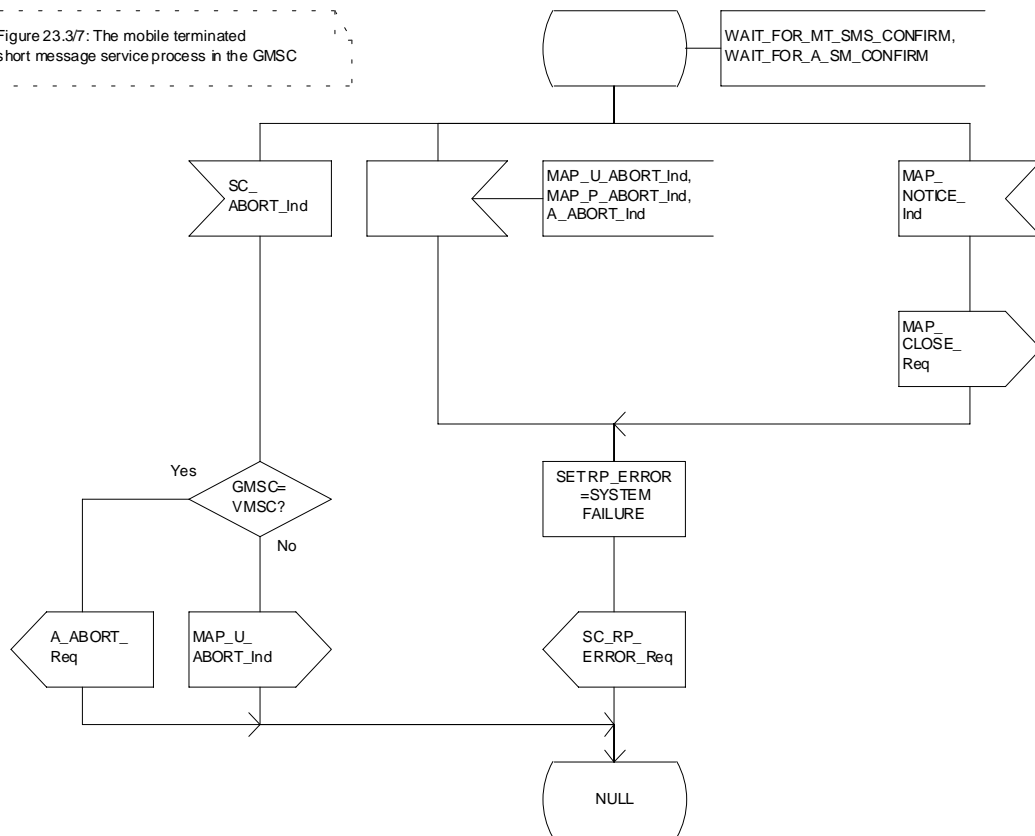 Figure 23.3/7: The mobile terminated
short message service process in the GMSC
WAIT_FOR_MT_SMS_CONFIRM,
WAIT_FOR_A_SM_CONFIRM
SC_
ABORT_Ind
MAP_U_ABORT_Ind,
MAP_P_ABORT_Ind,
A_ABORT_Ind
MAP_
NOTICE_
Ind
MAP_
CLOSE_
Req
Yes
GMSC=
VMSC?
No
SET RP_ERROR
=SYSTEM
FAILURE
A_ABORT_
Req
MAP_U_
ABORT_Ind
SC_RP_
ERROR_Req
NULL